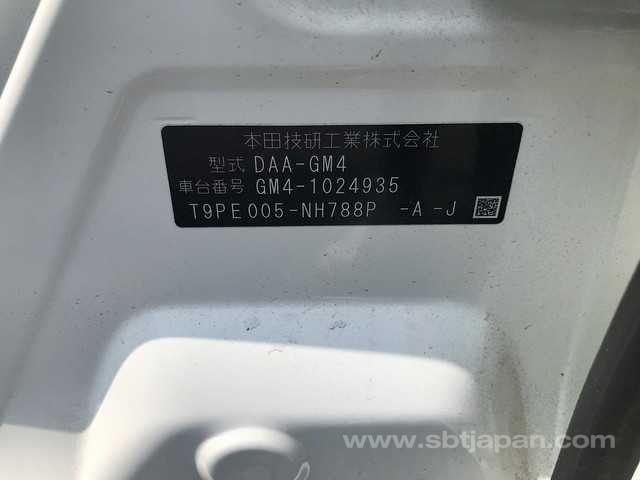 本田技研工業株式会社
型式 DAA-GM4
車台番号 GM4-1024935
T9PE005-NH788P -A-J
www.sbtjapan.com